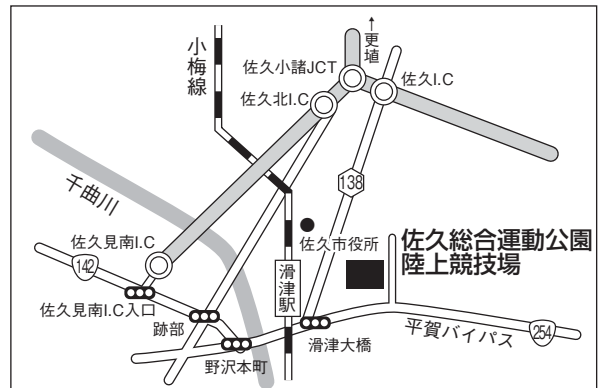 ↑更埴
小梅線
佐久小諸JCT
佐久I.C
佐久北I.C
138
千曲川
佐久市役所
佐久総合運動公園
陸上競技場
佐久見南I.C
142
滑津駅
佐久見南I.C入口
跡部
滑津大橋
平賀バイパス
254
野沢本町